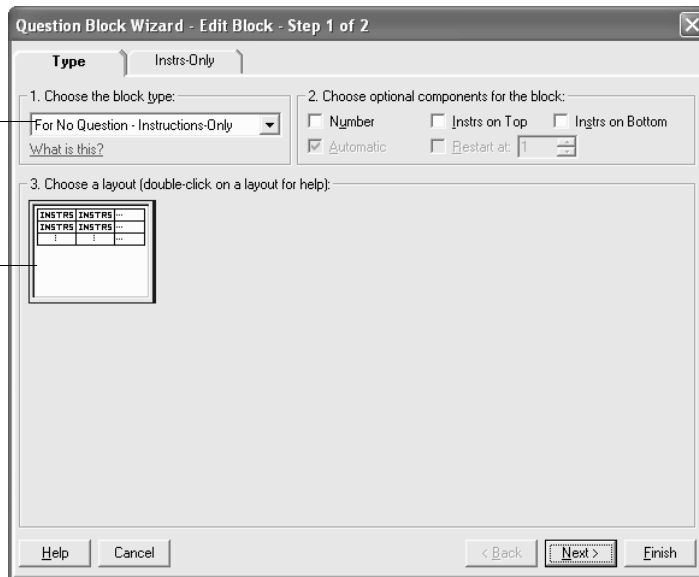 Question Block Wizard - Edit Block - Step 1 of 2
Type Instrs-Only
1. Choose the block type:
For No Question - Instructions-Only
What is this?
2. Choose optional components for the block:
Number Instrs on Top Instrs on Bottom
Automatic Restart at: 1
3. Choose a layout (double-click on a layout for help):
INSTRS INSTRS ...
INSTRS INSTRS ...
⋮ ⋮ ...
Help Cancel < Back Next > Finish